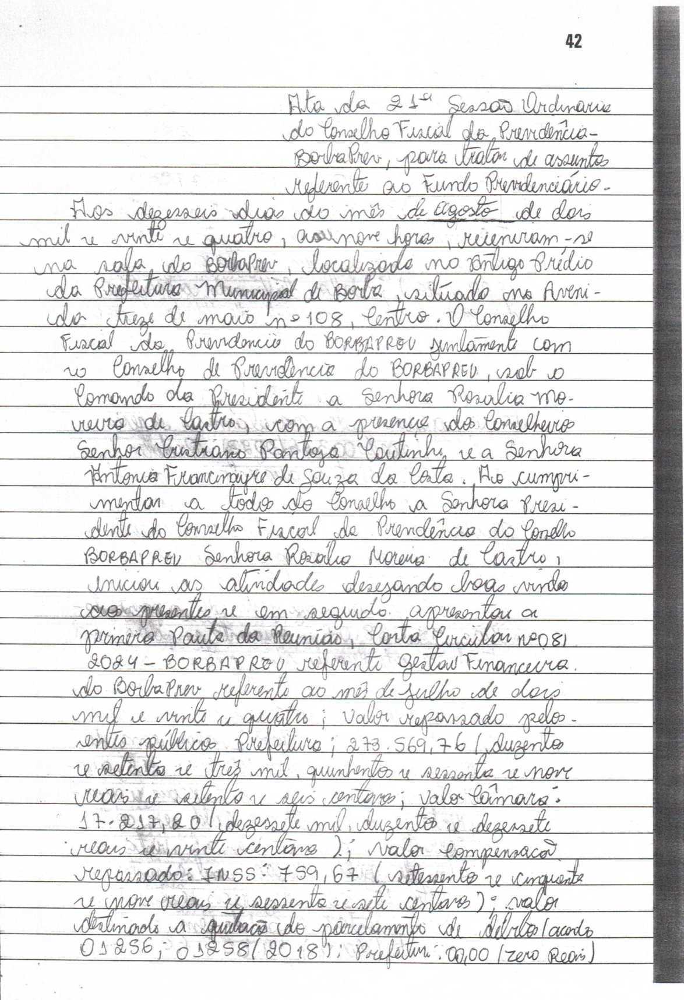 42
Ata da 21ª Sessão Ordinária
do Conselho Fiscal da Previdência-
BorbaPrev, para tratar de assuntos
referente ao Fundo Previdenciário.
Aos dezesseis dias do mês de agosto de dois
mil e vinte e quatro, as nove horas, reuniram-se
na sala do BorbaPrev, localizado no Antigo Prédio
da Prefeitura Municipal de Borba, situado na Aveni-
da treze de maio nº 108, Centro. O Conselho
Fiscal da Previdencia do BORBAPREV juntamente com
o Conselho de Previdência do BORBAPREV, sob o
Comando da Presidente a Senhora Rosalia Mo-
reira de Castro, com a presença dos Conselheiros
Senhor Cristiano Pantoja Coutinho e a Senhora
Antonia Francinayre de Souza da Costa. Ao cumpri-
mentar a todos do Conselho a Senhora Presi-
dente do Conselho Fiscal da Previdência do Conselho
BORBAPREV Senhora Rosália Moreira de Castro,
iniciou as atividades desejando boas vindas
aos presentes e em seguida apresentou a
primera Pauta da Reunião, Carta Circular nº 081
2024 - BORBAPREV referente gestão Financeira.
do BorbaPrev referente ao mês de julho de dois
mil e vinte e quatro; valor repassado pelos-
entes públicos Prefeitura; 273.569,76 (duzentos
e setenta e três mil, quinhentos e sessenta e nove
reais e setenta e seis centavos; valor Câmara:
17.217,20 (dezessete mil, duzentos e dezessete
reais e vinte centavos); valor Compensação
repassado: INSS: 759,67 (setessentos e cinquenta
e nove reais e sessenta e sete centavos); valor
destinado a quitação do parcelamento de debitos (acordo
01256; 01258(2018); Prefeitura: 00,00 (zero Reais)